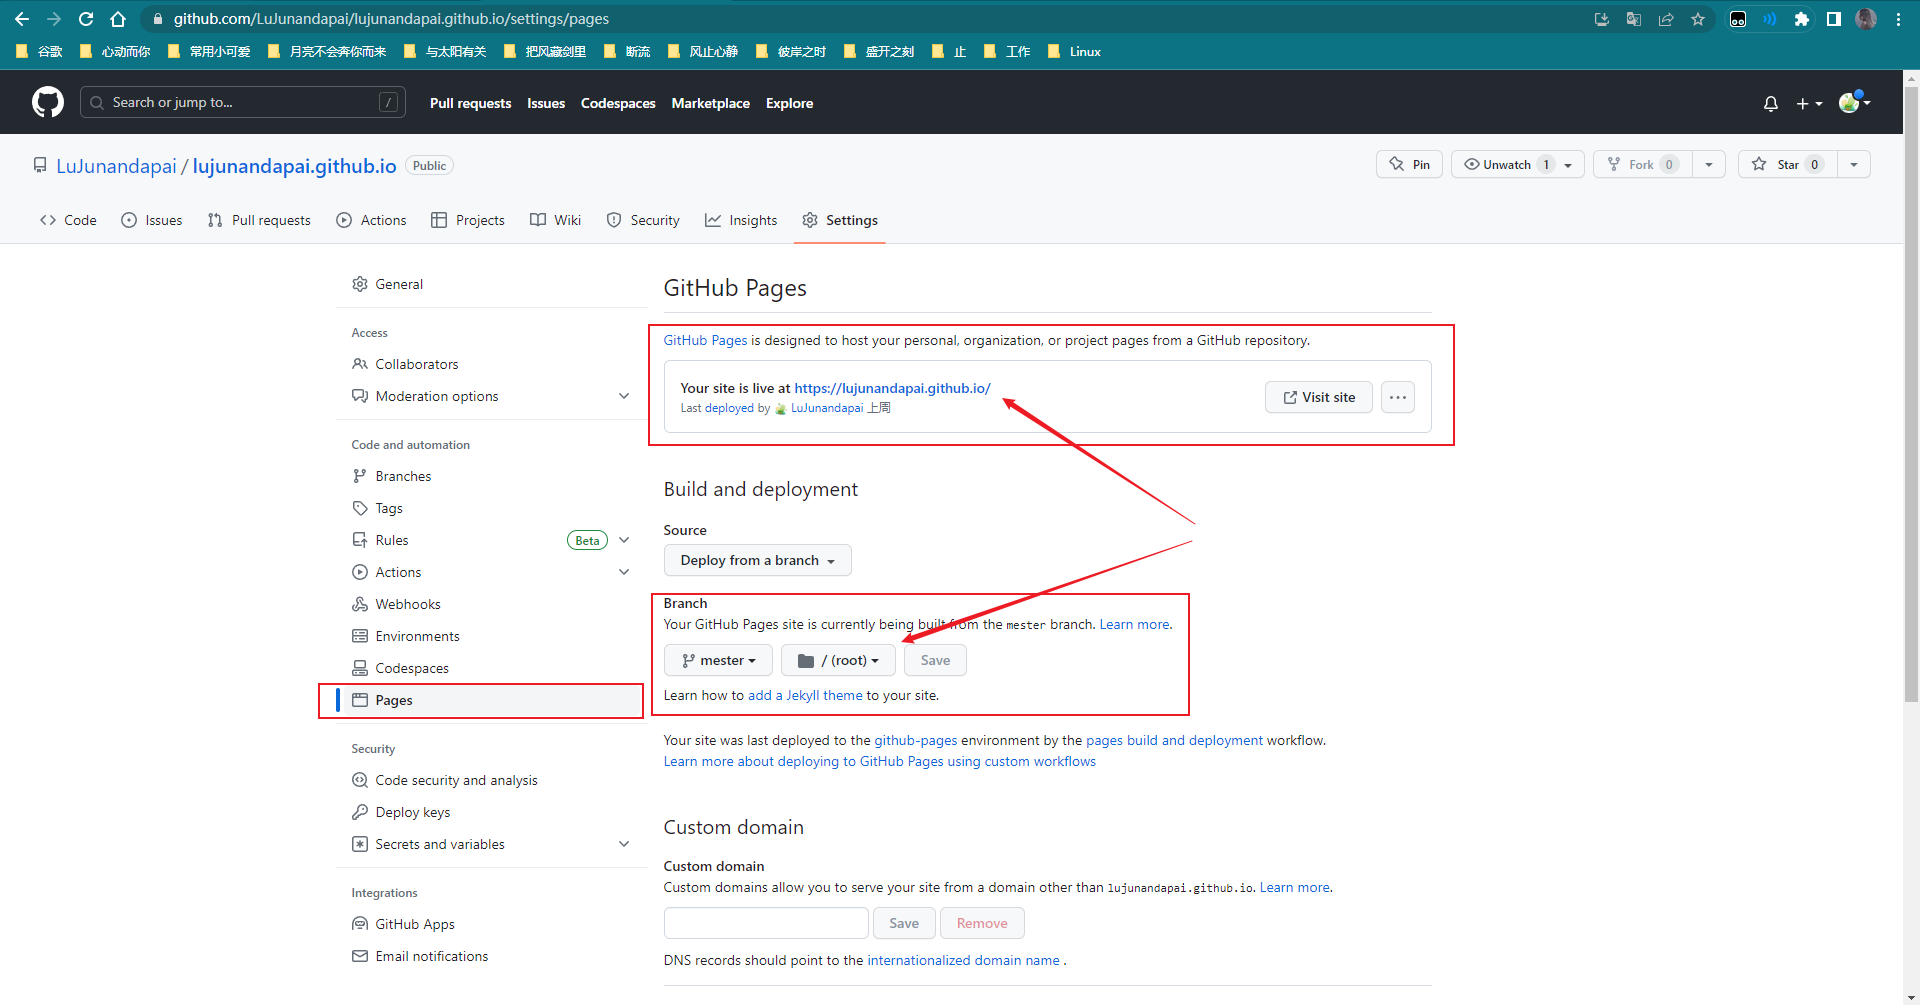 github.com/LuJunandapai/lujunandapai.github.io/settings/pages
谷歌 心动而你 常用小可爱 月亮不会奔你而来 与太阳有关 把风藏剑里 断流 风止心静 彼岸之时 盛开之刻 止 工作 Linux
Search or jump to... / Pull requests Issues Codespaces Marketplace Explore
LuJunandapai / lujunandapai.github.io Public Pin Unwatch 1 Fork 0 Star 0
Code Issues Pull requests Actions Projects Wiki Security Insights Settings
General
Access
Collaborators
Moderation options
Code and automation
Branches
Tags
Rules Beta
Actions
Webhooks
Environments
Codespaces
Pages
Security
Code security and analysis
Deploy keys
Secrets and variables
Integrations
GitHub Apps
Email notifications
GitHub Pages
GitHub Pages is designed to host your personal, organization, or project pages from a GitHub repository.
Your site is live at https://lujunandapai.github.io/
Last deployed by LuJunandapai 上周
Visit site
Build and deployment
Source
Deploy from a branch
Branch
Your GitHub Pages site is currently being built from the mester branch. Learn more.
mester / (root) Save
Learn how to add a Jekyll theme to your site.
Your site was last deployed to the github-pages environment by the pages build and deployment workflow.
Learn more about deploying to GitHub Pages using custom workflows
Custom domain
Custom domain
Custom domains allow you to serve your site from a domain other than lujunandapai.github.io. Learn more.
Save Remove
DNS records should point to the internationalized domain name .